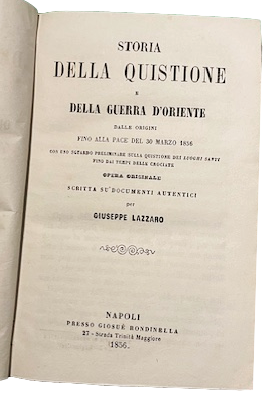 STORIA
DELLA QUISTIONE
E
DELLA GUERRA D'ORIENTE
DALLE ORIGINI
FINO ALLA PACE DEL 30 MARZO 1856
CON UNO SGUARDO PRELIMINARE SULLA QUISTIONE DEI LUOGHI SANTI
FINO DAI TEMPI DELLE CROCIATE
OPERA ORIGINALE
SCRITTA SU' DOCUMENTI AUTENTICI
per
GIUSEPPE LAZZARO
NAPOLI
PRESSO GIOSUÈ RONDINELLA
27—Strada Trinità Maggiore
1856.